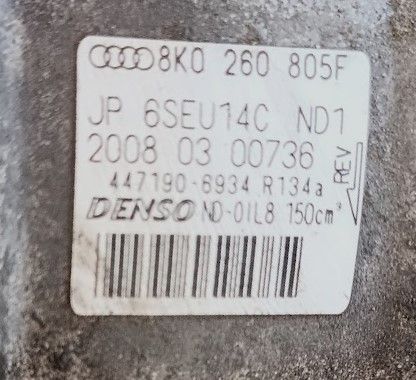 8K0 260 805F
JP 6SEU14C ND1
2008 03 00736
447190-6934 R134a
DENSO ND-OIL8 150cm³
REV